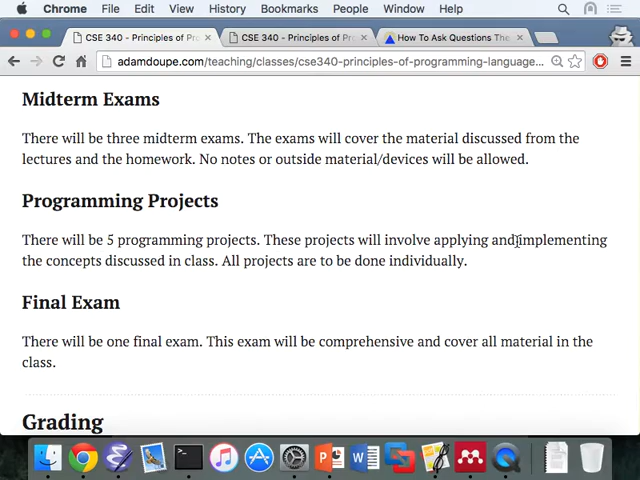 Chrome File Edit View History Bookmarks People Window Help
CSE 340 - Principles of Pro CSE 340 - Principles of Pro How To Ask Questions The
adamdoupe.com/teaching/classes/cse340-principles-of-programming-language...
Midterm Exams
There will be three midterm exams. The exams will cover the material discussed from the
lectures and the homework. No notes or outside material/devices will be allowed.
Programming Projects
There will be 5 programming projects. These projects will involve applying and implementing
the concepts discussed in class. All projects are to be done individually.
Final Exam
There will be one final exam. This exam will be comprehensive and cover all material in the
class.
Grading